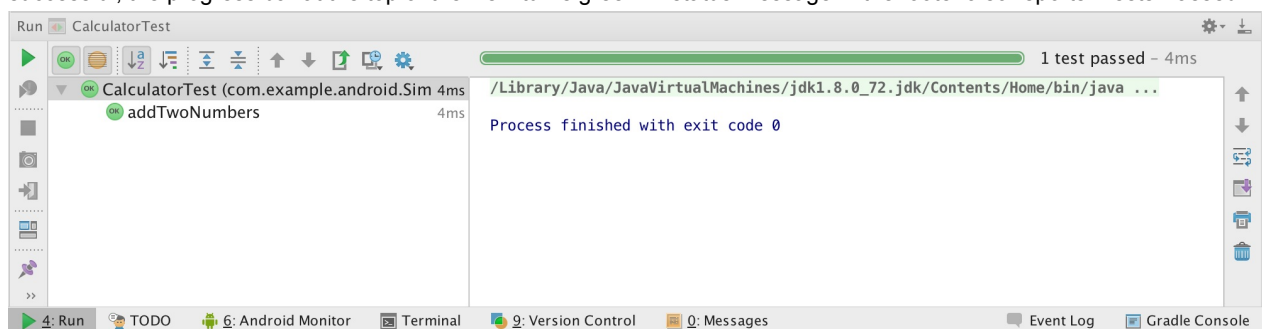 Run CalculatorTest
1 test passed – 4ms
CalculatorTest (com.example.android.Sim 4ms
addTwoNumbers 4ms
/Library/Java/JavaVirtualMachines/jdk1.8.0_72.jdk/Contents/Home/bin/java ...
Process finished with exit code 0
4: Run TODO 6: Android Monitor Terminal 9: Version Control 0: Messages Event Log Gradle Console